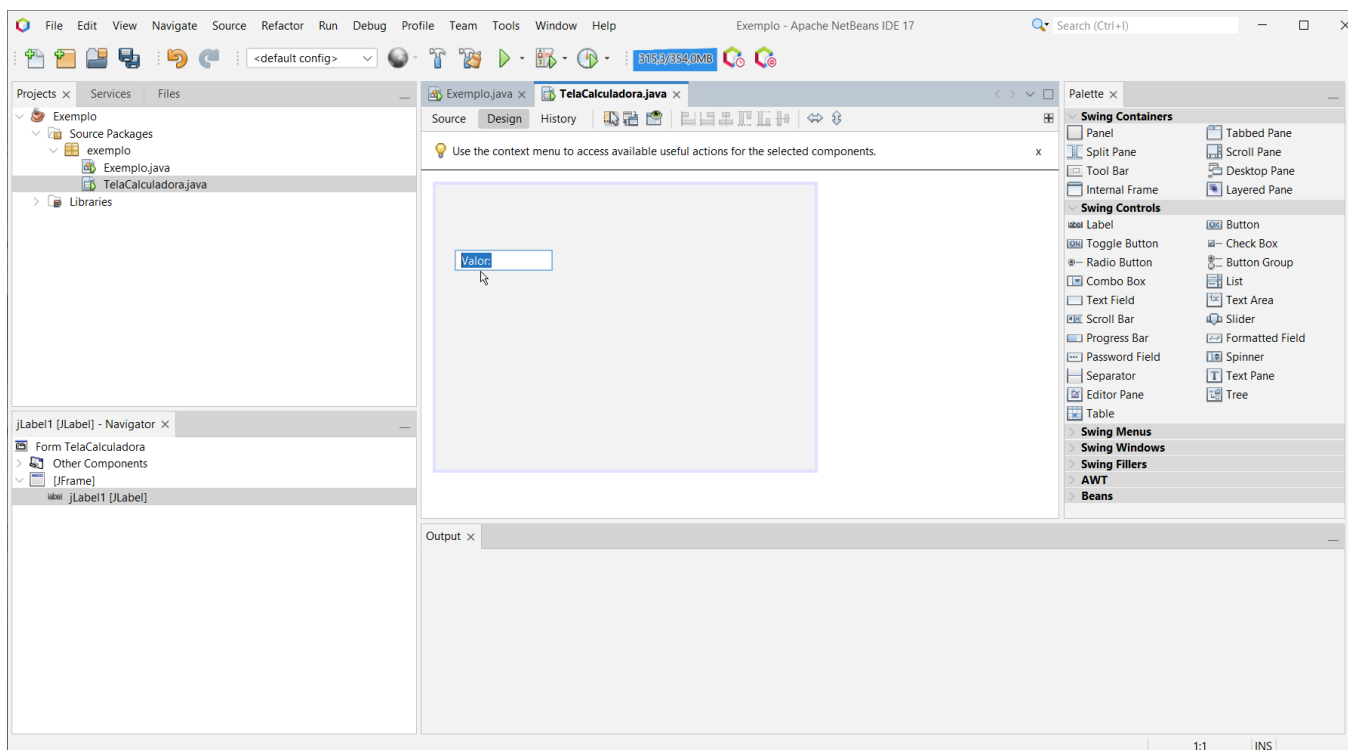 File Edit View Navigate Source Refactor Run Debug Profile Team Tools Window Help Exemplo - Apache NetBeans IDE 17 Search (Ctrl+I)
<default config> 315,3/354,0MB
Projects Services Files
Exemplo
Source Packages
exemplo
Exemplo.java
TelaCalculadora.java
Libraries
jLabel1 [JLabel] - Navigator
Form TelaCalculadora
Other Components
[JFrame]
label jLabel1 [JLabel]
Exemplo.java TelaCalculadora.java
Source Design History
Use the context menu to access available useful actions for the selected components. x
Valor:
Output
Palette
Swing Containers
Panel Tabbed Pane
Split Pane Scroll Pane
Tool Bar Desktop Pane
Internal Frame Layered Pane
Swing Controls
label Label OK Button
ON Toggle Button Check Box
Radio Button Button Group
Combo Box List
Text Field Text Area
Scroll Bar Slider
Progress Bar Formatted Field
Password Field Spinner
Separator T Text Pane
Editor Pane Tree
Table
Swing Menus
Swing Windows
Swing Fillers
AWT
Beans
1:1 INS